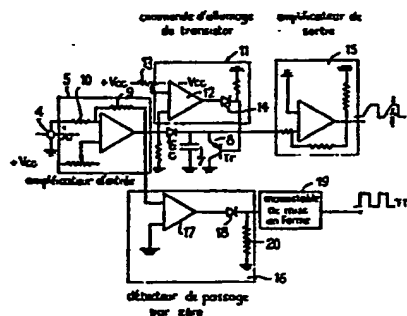 commande d'allumage
du transistor
amplificateur de
sortie
11
15
13
+Vcc
-Vcc
12
5
10
9
14
4
8
7
Tr
+Vcc
amplificateur d'entrée
17
18
19
monostable
de mise
en forme
20
16
détecteur de passage
par zéro